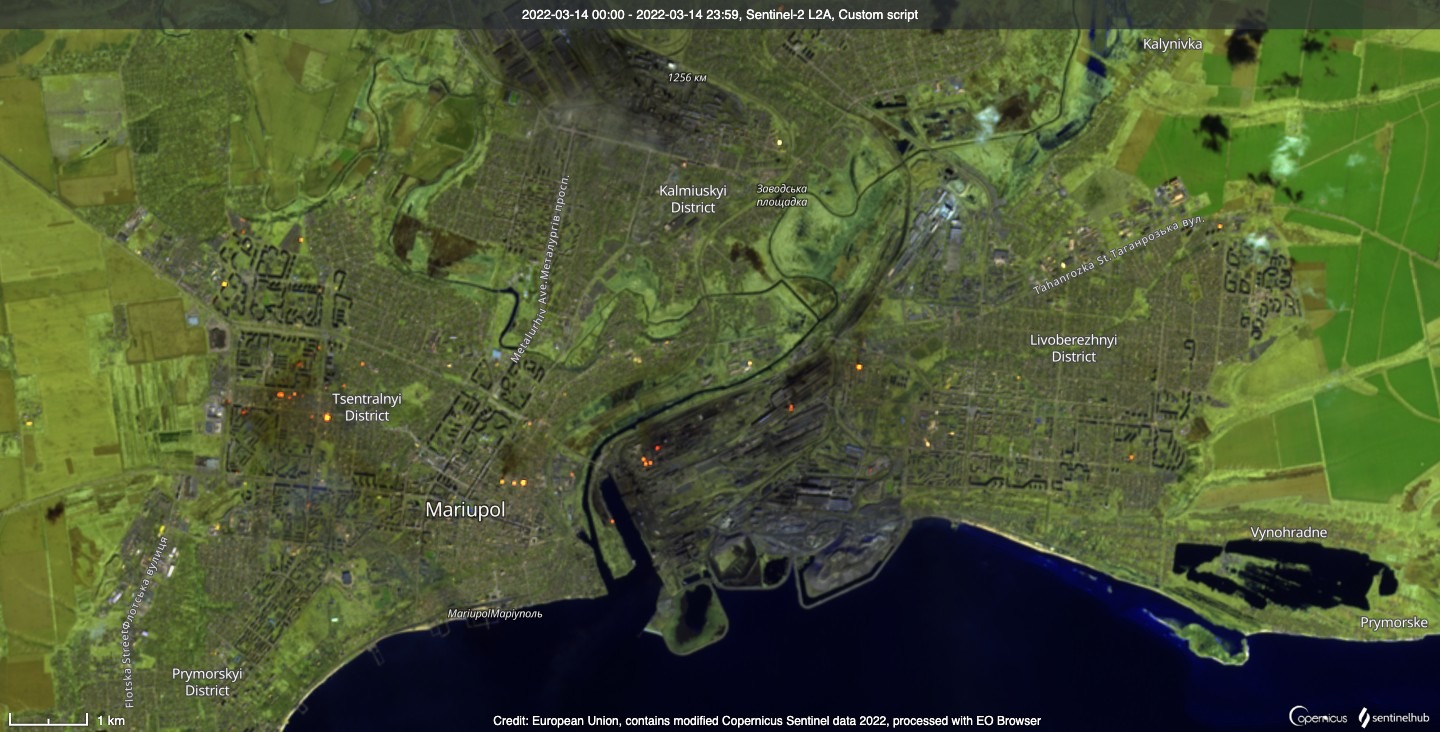 2022-03-14 00:00 - 2022-03-14 23:59, Sentinel-2 L2A, Custom script
Kalynivka
1256 км
Kalmiuskyi
District
Заводська
площадка
Metalurhiv Ave.Металургів просп.
Tahanrozka St.Таганрозька вул.
Livoberezhnyi
District
Tsentralnyi
District
Mariupol
Vynohradne
Flotska StreetФлотська вулиця
MariupolМаріуполь
Prymorske
Prymorskyi
District
1 km
Credit: European Union, contains modified Copernicus Sentinel data 2022, processed with EO Browser
Copernicus
sentinelhub